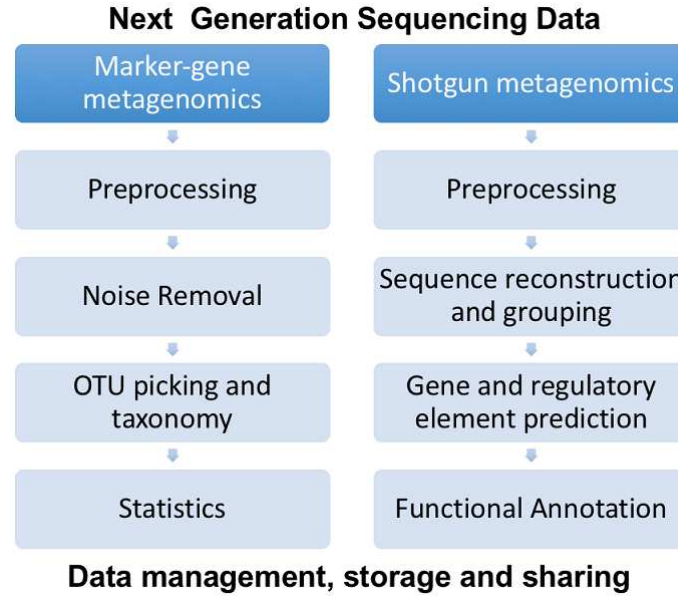 Next Generation Sequencing Data
Marker-gene
metagenomics
Preprocessing
Noise Removal
OTU picking and
taxonomy
Statistics
Shotgun metagenomics
Preprocessing
Sequence reconstruction
and grouping
Gene and regulatory
element prediction
Functional Annotation
Data management, storage and sharing